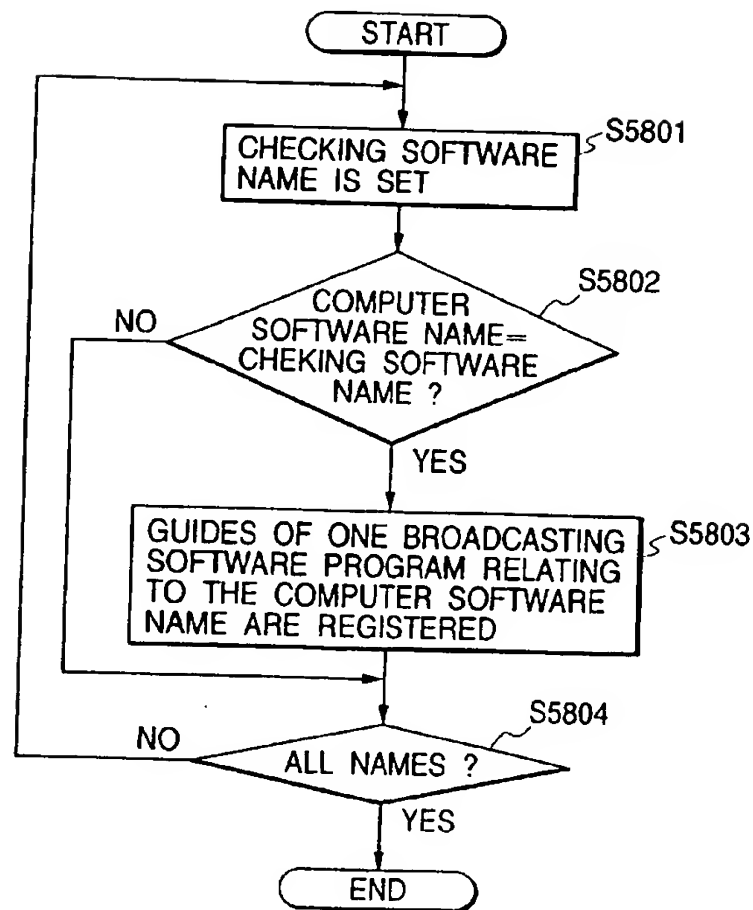 START
S5801
CHECKING SOFTWARE
NAME IS SET
S5802
COMPUTER
SOFTWARE NAME=
CHEKING SOFTWARE
NAME ?
NO
YES
S5803
GUIDES OF ONE BROADCASTING
SOFTWARE PROGRAM RELATING
TO THE COMPUTER SOFTWARE
NAME ARE REGISTERED
S5804
NO
ALL NAMES ?
YES
END